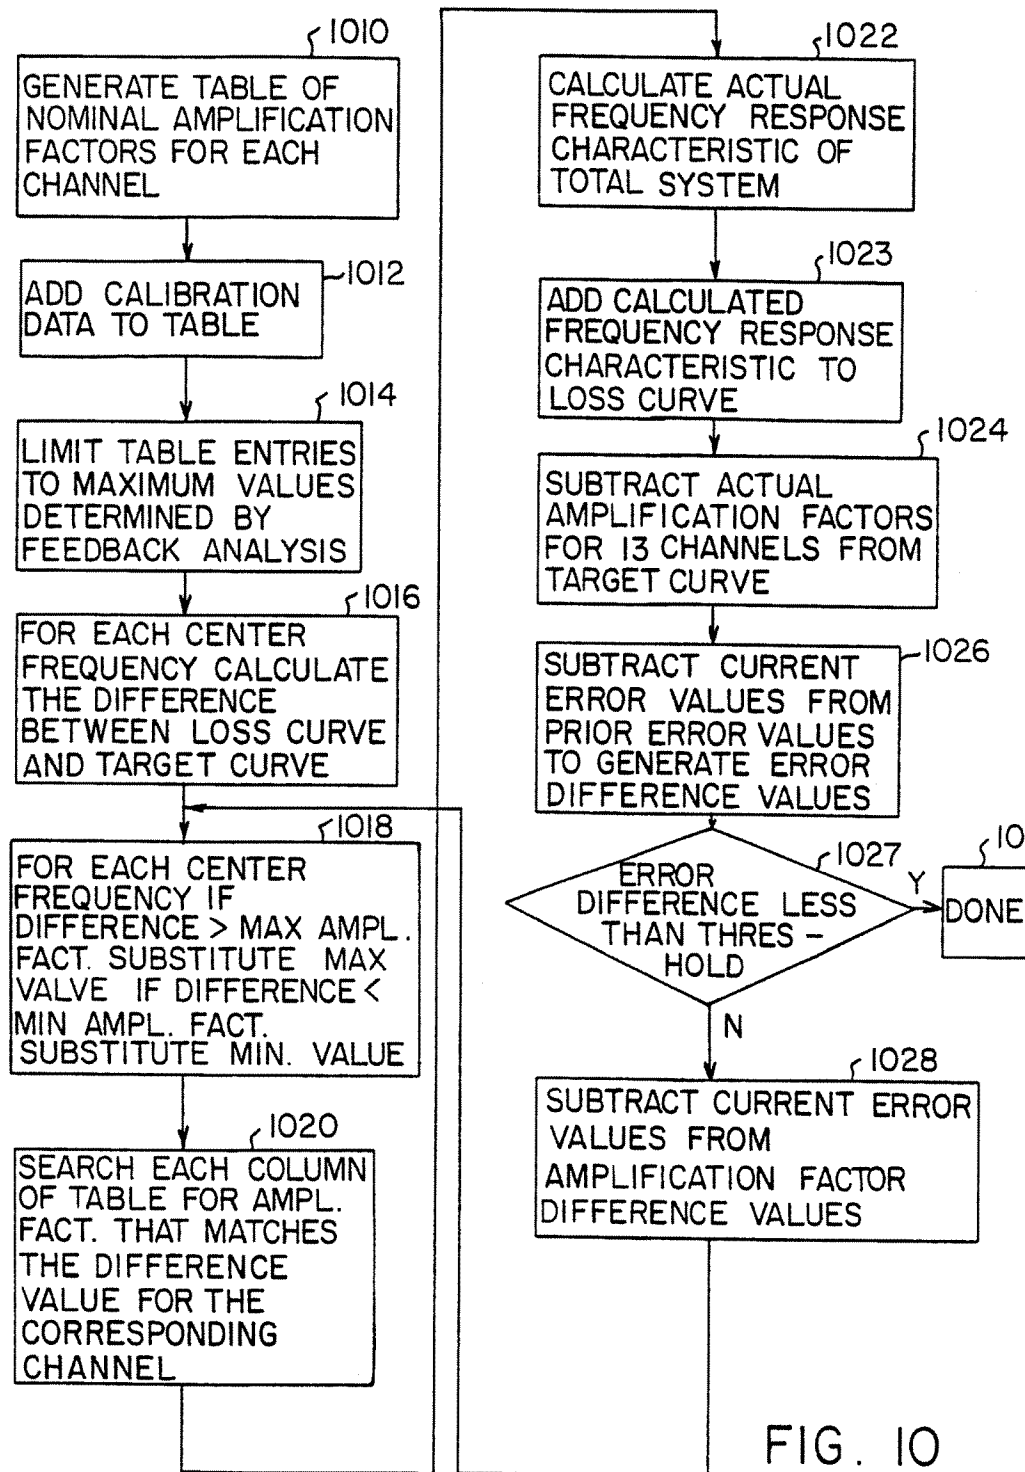 1010
GENERATE TABLE OF
NOMINAL AMPLIFICATION
FACTORS FOR EACH
CHANNEL
1012
ADD CALIBRATION
DATA TO TABLE
1014
LIMIT TABLE ENTRIES
TO MAXIMUM VALUES
DETERMINED BY
FEEDBACK ANALYSIS
1016
FOR EACH CENTER
FREQUENCY CALCULATE
THE DIFFERENCE
BETWEEN LOSS CURVE
AND TARGET CURVE
1018
FOR EACH CENTER
FREQUENCY IF
DIFFERENCE > MAX AMPL.
FACT. SUBSTITUTE MAX
VALVE IF DIFFERENCE <
MIN AMPL. FACT.
SUBSTITUTE MIN. VALUE
1020
SEARCH EACH COLUMN
OF TABLE FOR AMPL.
FACT. THAT MATCHES
THE DIFFERENCE
VALUE FOR THE
CORRESPONDING
CHANNEL
1022
CALCULATE ACTUAL
FREQUENCY RESPONSE
CHARACTERISTIC OF
TOTAL SYSTEM
1023
ADD CALCULATED
FREQUENCY RESPONSE
CHARACTERISTIC TO
LOSS CURVE
1024
SUBTRACT ACTUAL
AMPLIFICATION FACTORS
FOR 13 CHANNELS FROM
TARGET CURVE
1026
SUBTRACT CURRENT
ERROR VALUES FROM
PRIOR ERROR VALUES
TO GENERATE ERROR
DIFFERENCE VALUES
1027
ERROR
DIFFERENCE LESS
THAN THRES -
HOLD
Y
10
DONE
N
1028
SUBTRACT CURRENT ERROR
VALUES FROM
AMPLIFICATION FACTOR
DIFFERENCE VALUES
FIG. 10